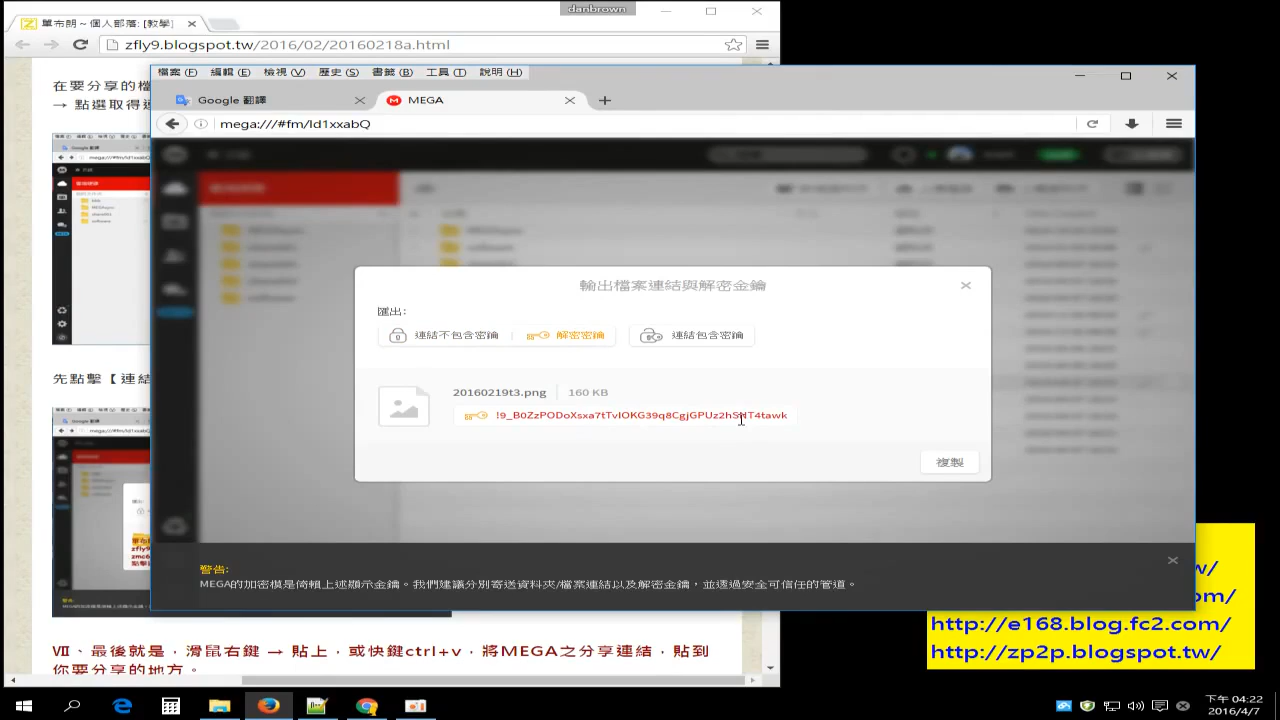 danbrown
單布朗~個人部落: [教學]
zfly9.blogspot.tw/2016/02/20160218a.html
在要分享的檔
→ 點選取得連
檔案 (F) 編輯 (E) 檢視 (V) 歷史 (S) 書籤 (B) 工具 (T) 說明 (H)
Google 翻譯
MEGA
mega:///#fm/ld1xxabQ
輸出檔案連結與解密金鑰
匯出:
連結不包含密鑰
解密密鑰
連結包含密鑰
20160219t3.png
160 KB
複製
警告:
MEGA的加密模是倚賴上述顯示金鑰。我們建議分別寄送資料夾/檔案連結以及解密金鑰，並透過安全可信任的管道。
先點擊【連結
Ⅶ、最後就是，滑鼠右鍵 → 貼上，或快鍵ctrl+v，將MEGA之分享連結，貼到
你要分享的地方。
w/
om/
http://e168.blog.fc2.com/
http://zp2p.blogspot.tw/
下午 04:22
2016/4/7